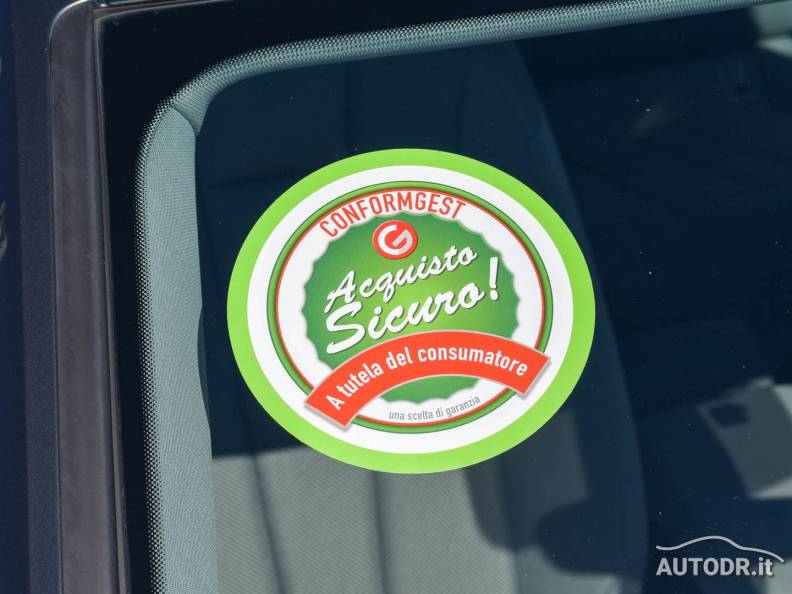 CONFORMGEST
G
Acquisto
Sicuro!
A tutela del consumatore
una scelta di garanzia
AUTODR.it